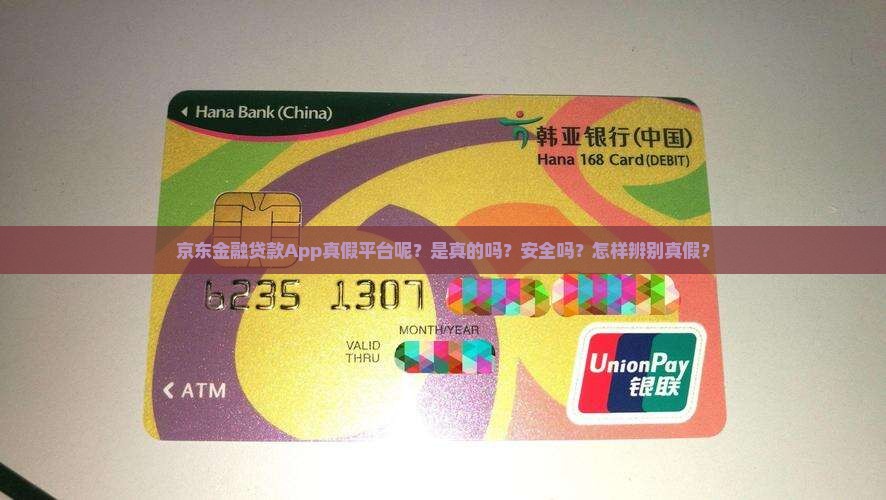 Hana Bank (China)
韩亚银行(中国)
Hana 168 Card(DEBIT)
京东金融贷款App真假平台呢？是真的吗？安全吗？怎样辨别真假？
6235 1307
MONTH/YEAR
VALID
THRU
ATM
UnionPay
银联